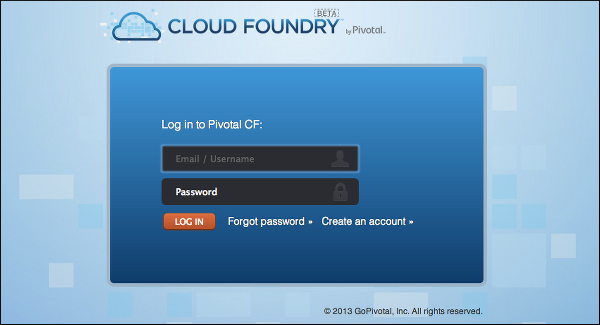 BETA
CLOUD FOUNDRY by Pivotal.
Log in to Pivotal CF:
Email / Username
Password
LOG IN Forgot password » Create an account »
© 2013 GoPivotal, Inc. All rights reserved.